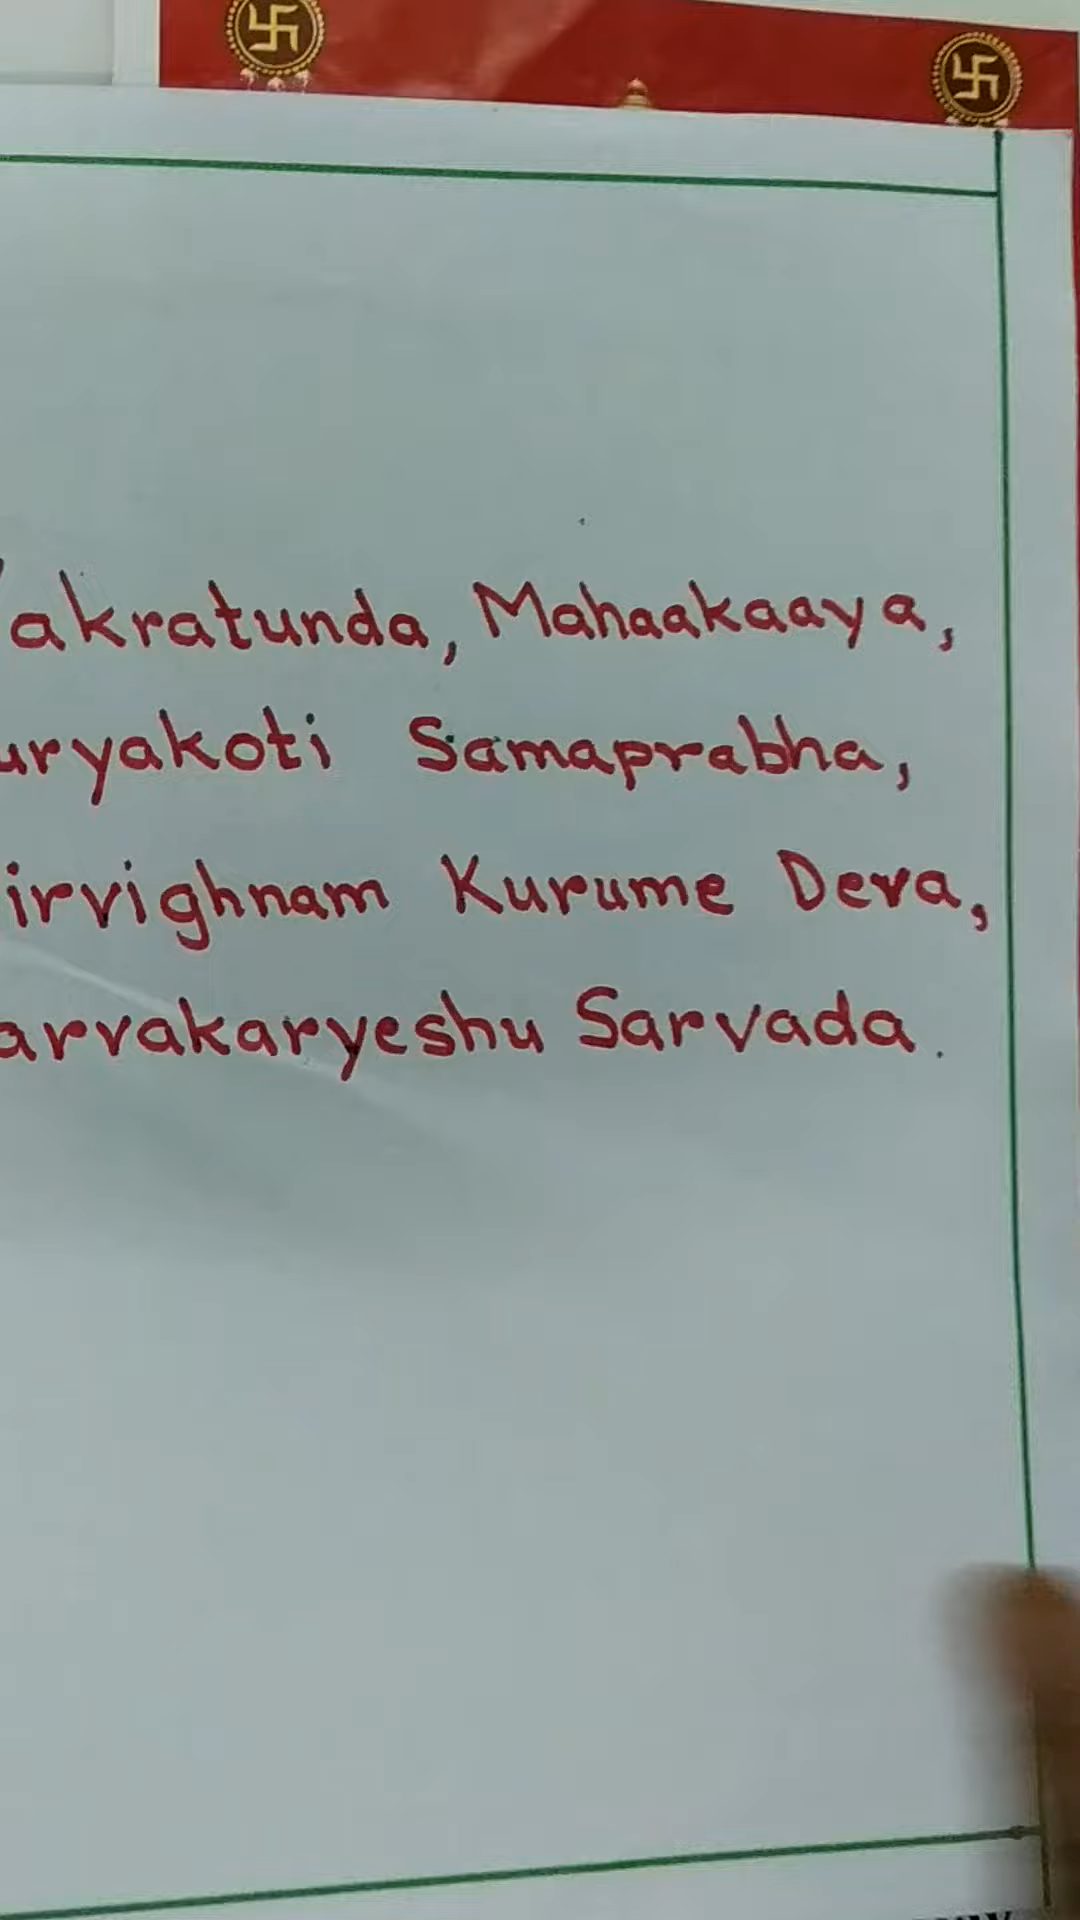 akratunda, Mahaakaaya,
uryakoti Samaprabha,
irvighnam Kurume Deva,
arvakaryeshu Sarvada.